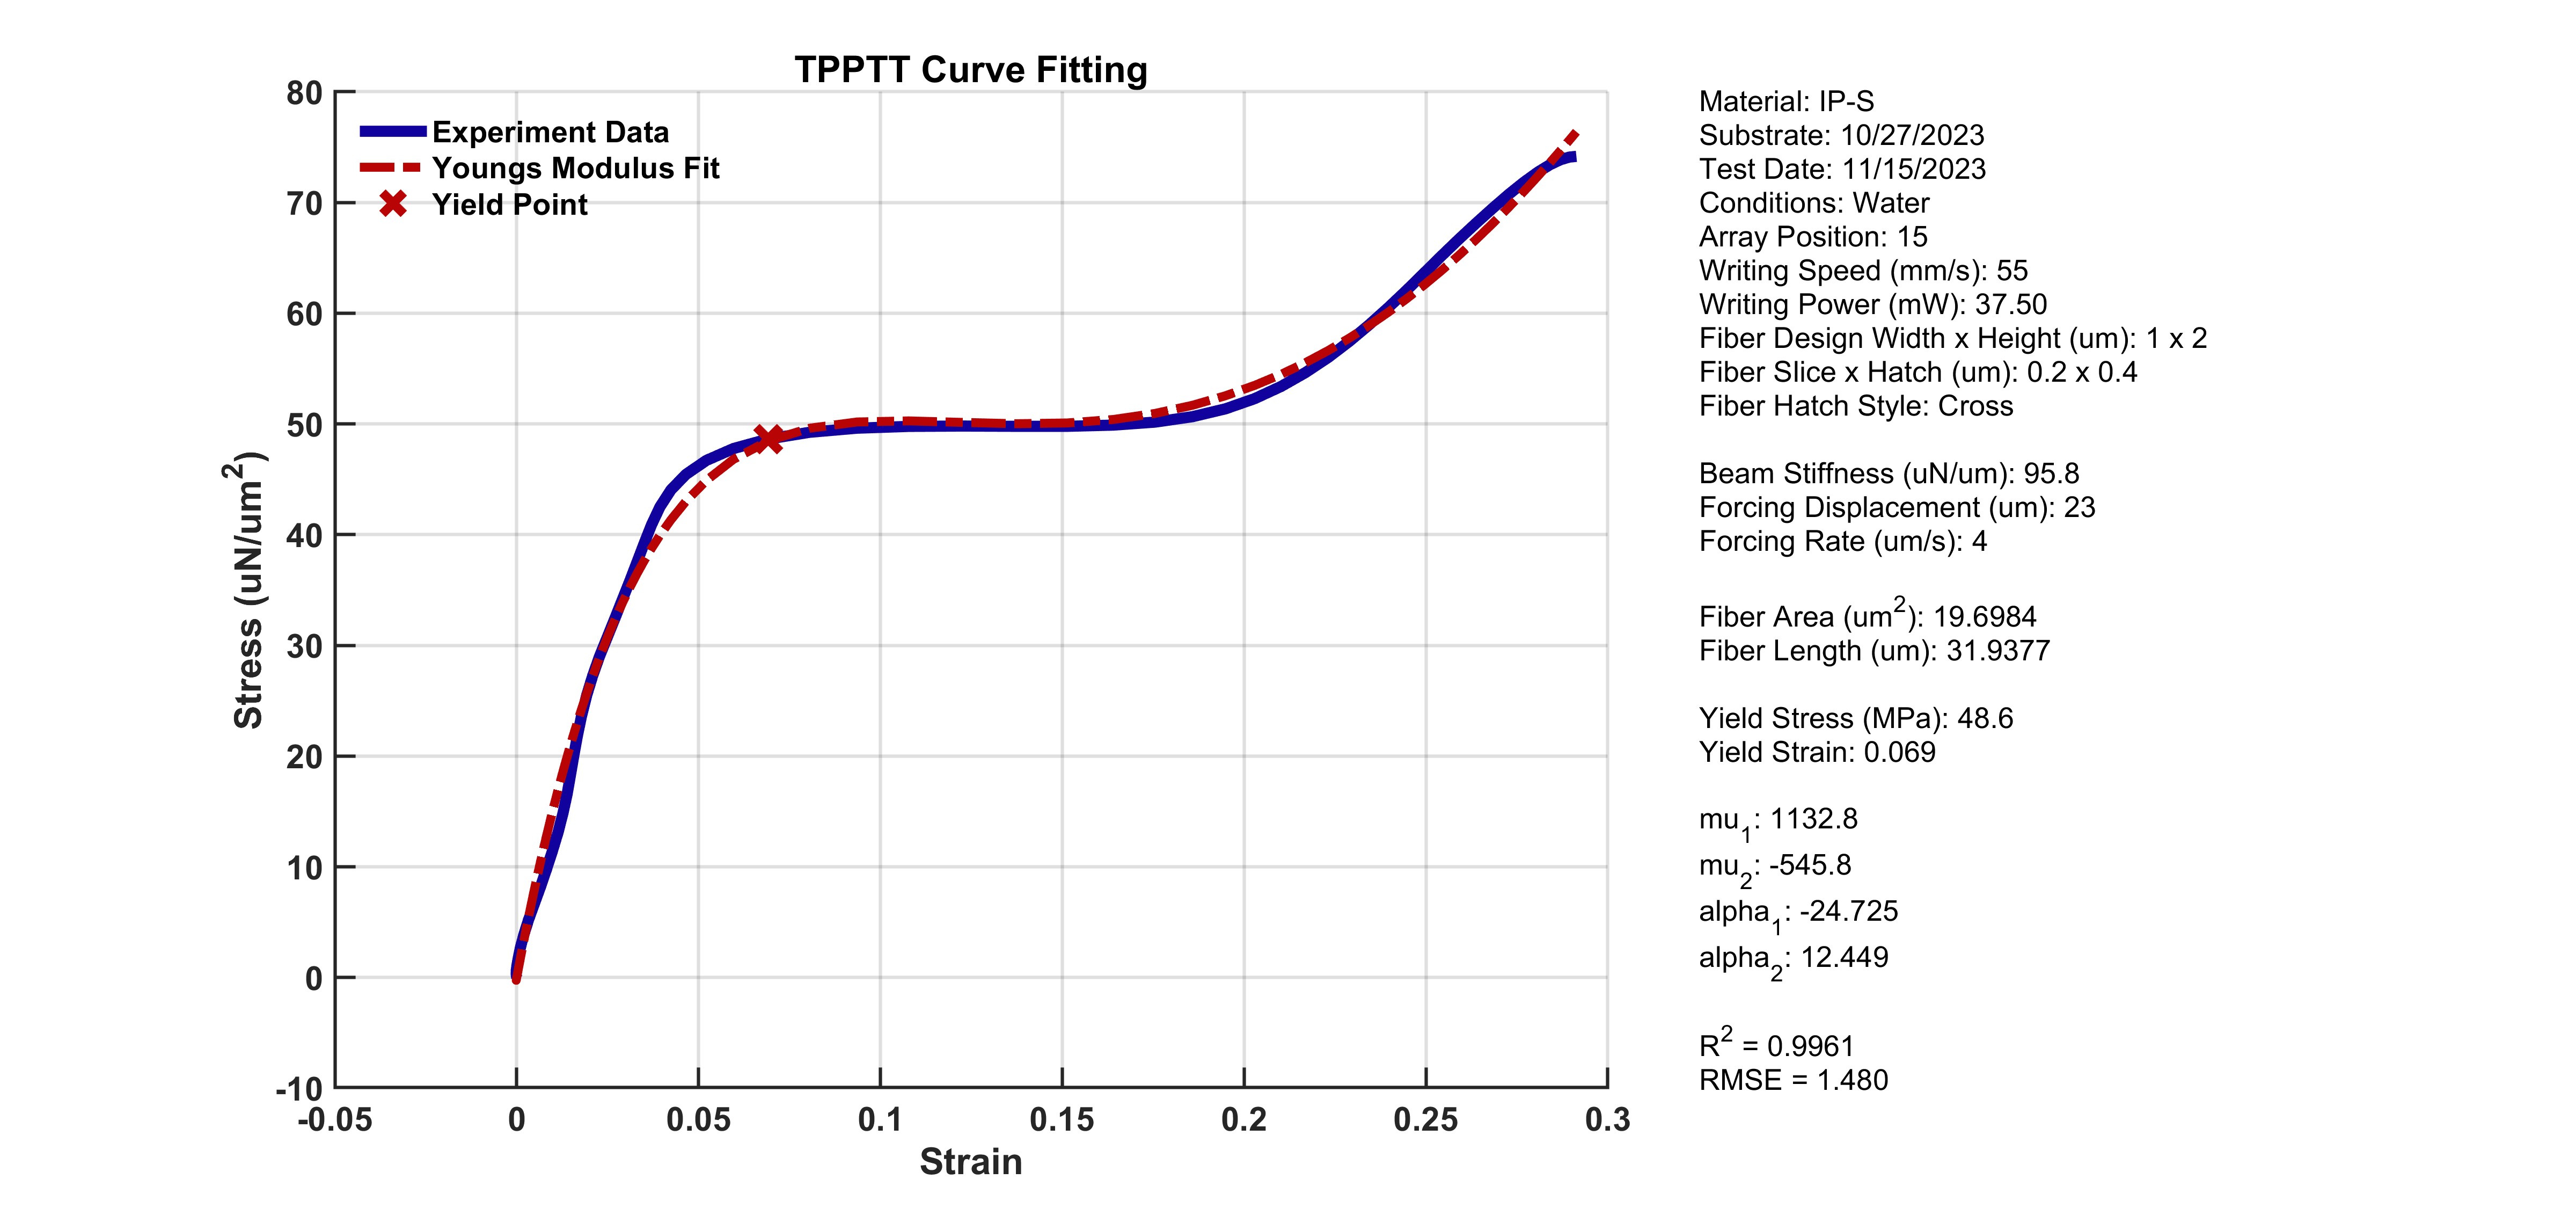 TPPTT Curve Fitting
80
70
60
50
40
30
20
10
0
-10
Stress (uN/um²)
Experiment Data
Youngs Modulus Fit
Yield Point
-0.05 0 0.05 0.1 0.15 0.2 0.25 0.3
Strain
Material: IP-S
Substrate: 10/27/2023
Test Date: 11/15/2023
Conditions: Water
Array Position: 15
Writing Speed (mm/s): 55
Writing Power (mW): 37.50
Fiber Design Width x Height (um): 1 x 2
Fiber Slice x Hatch (um): 0.2 x 0.4
Fiber Hatch Style: Cross
Beam Stiffness (uN/um): 95.8
Forcing Displacement (um): 23
Forcing Rate (um/s): 4
Fiber Area (um²): 19.6984
Fiber Length (um): 31.9377
Yield Stress (MPa): 48.6
Yield Strain: 0.069
mu₁: 1132.8
mu₂: -545.8
alpha₁: -24.725
alpha₂: 12.449
R² = 0.9961
RMSE = 1.480